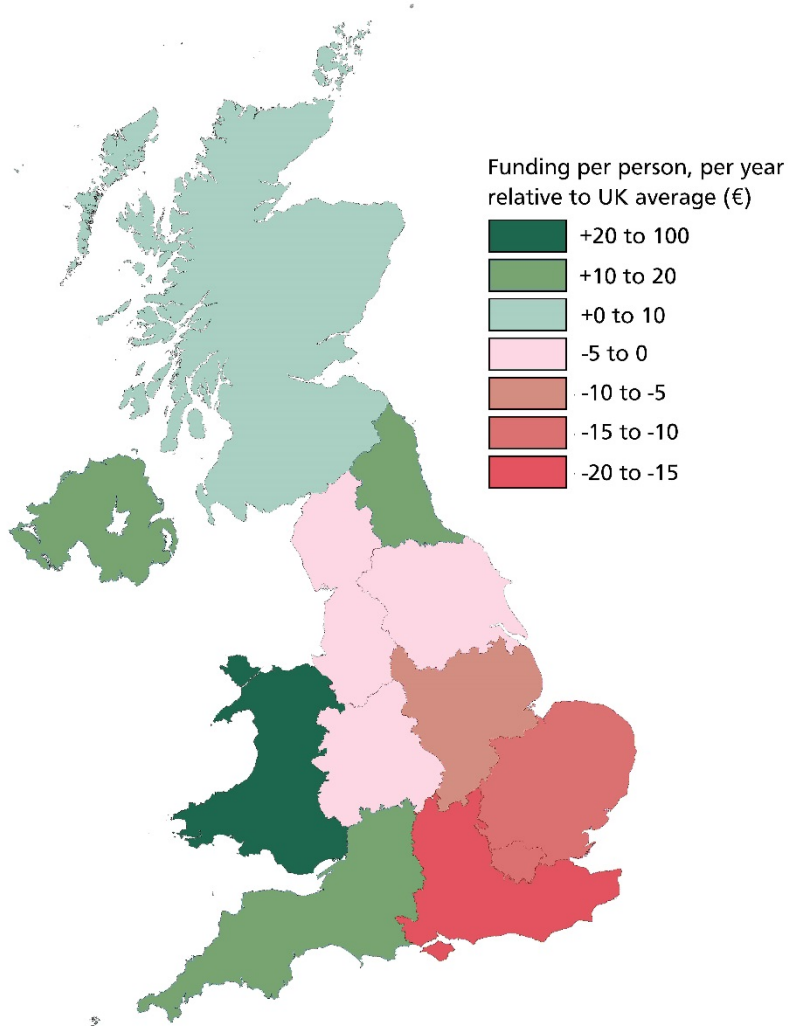 Funding per person, per year
relative to UK average (€)
+20 to 100
+10 to 20
+0 to 10
-5 to 0
-10 to -5
-15 to -10
-20 to -15